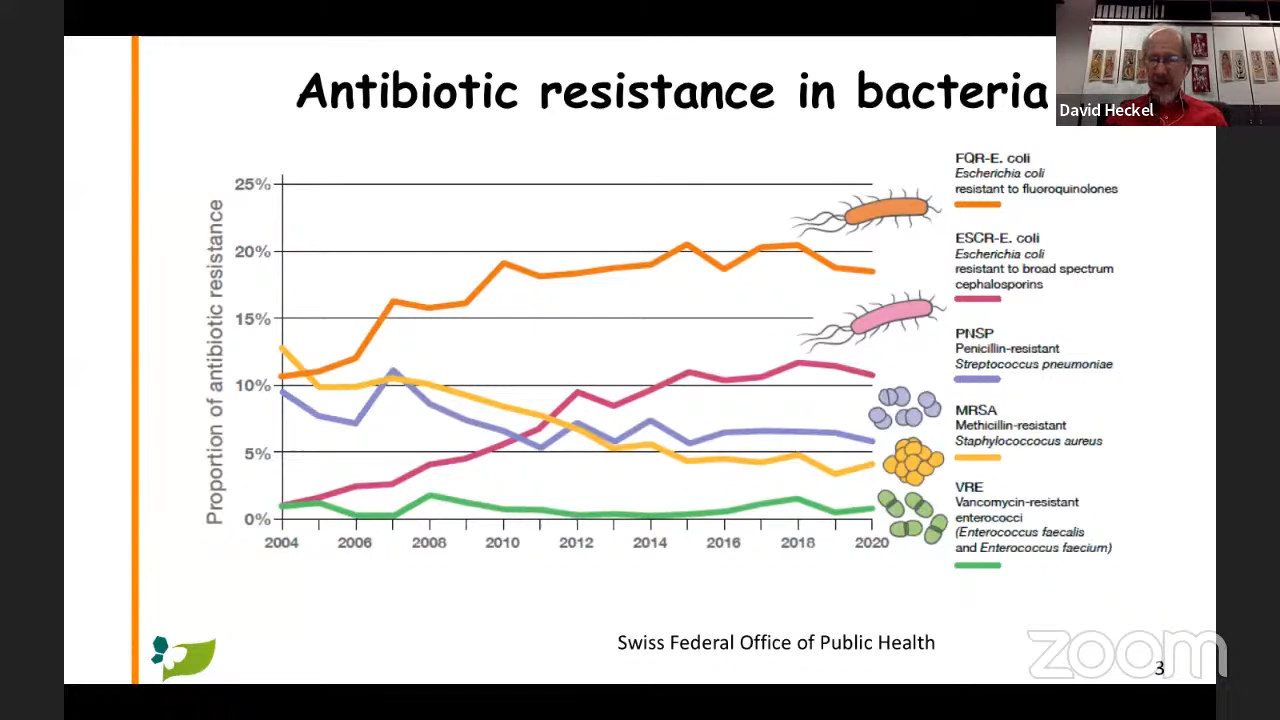 Antibiotic resistance in bacteria
David Heckel
Proportion of antibiotic resistance
25%
20%
15%
10%
5%
0%
2004
2006
2008
2010
2012
2014
2016
2018
2020
FQR-E. coli
Escherichia coli
resistant to fluoroquinolones
ESCR-E. coli
Escherichia coli
resistant to broad spectrum
cephalosporins
PNSP
Penicillin-resistant
Streptococcus pneumoniae
MRSA
Methicillin-resistant
Staphylococcocus aureus
VRE
Vancomycin-resistant
enterococci
(Enterococcus faecalis
and Enterococcus faecium)
Swiss Federal Office of Public Health
zoom
3